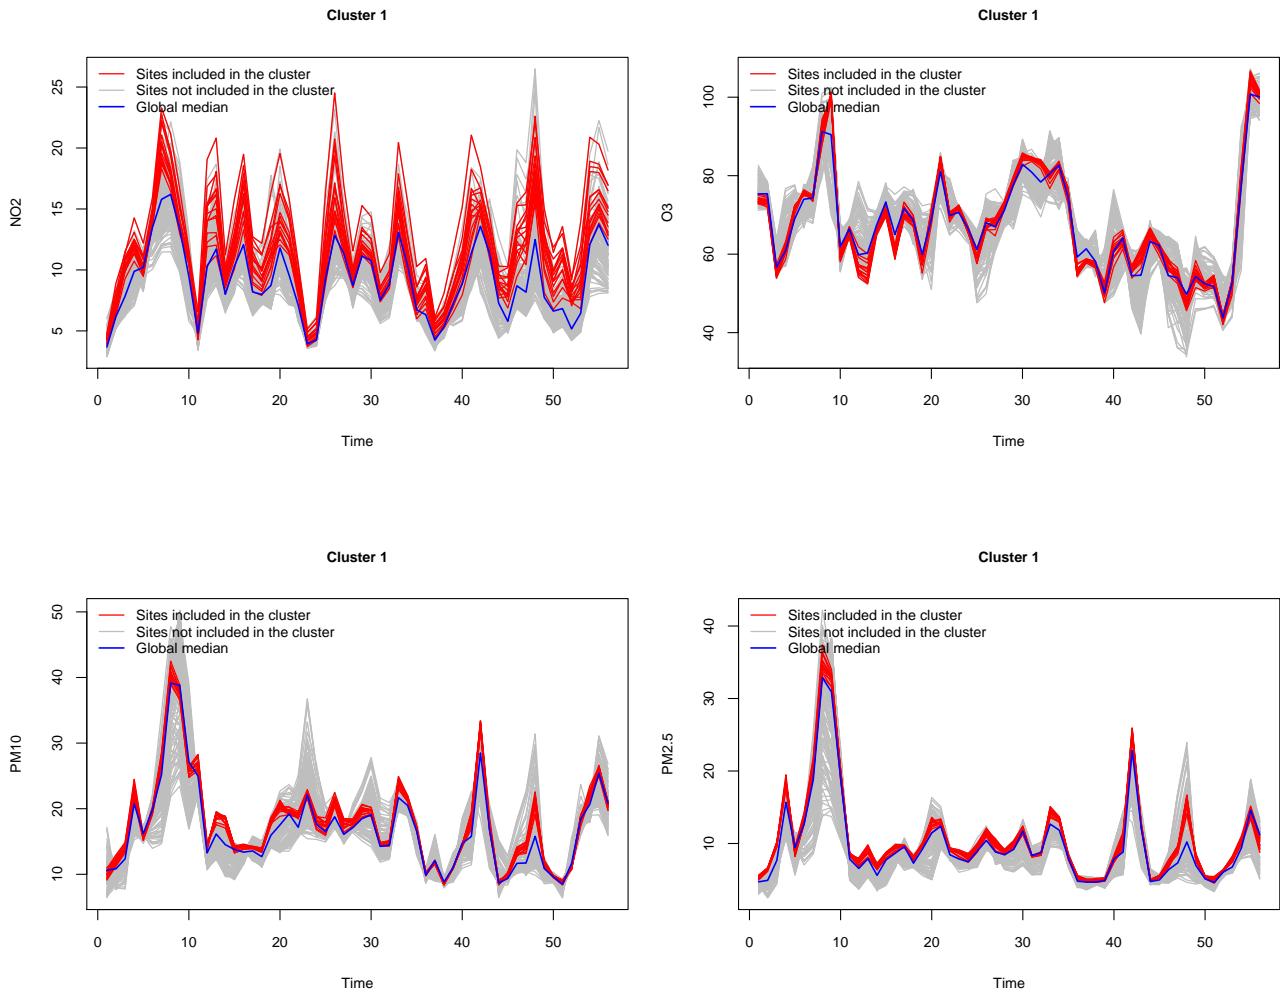 Cluster 1
Sites included in the cluster
Sites not included in the cluster
Global median
NO2
25
20
15
10
5
0 10 20 30 40 50
Time
Cluster 1
Sites included in the cluster
Sites not included in the cluster
Global median
O3
100
80
60
40
0 10 20 30 40 50
Time
Cluster 1
Sites included in the cluster
Sites not included in the cluster
Global median
PM10
50
40
30
20
10
0 10 20 30 40 50
Time
Cluster 1
Sites included in the cluster
Sites not included in the cluster
Global median
PM2.5
40
30
20
10
0 10 20 30 40 50
Time